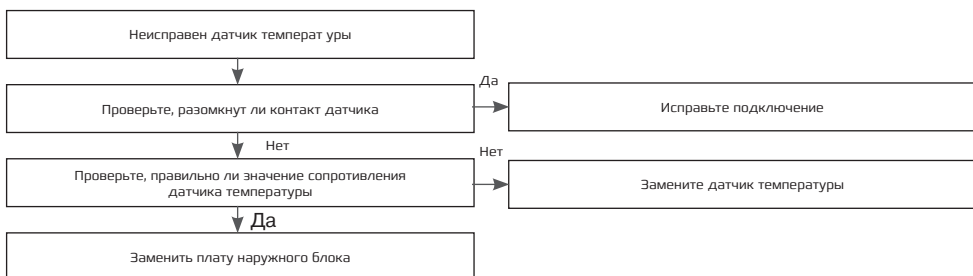 Неисправен датчик температ уры
Да
Проверьте, разомкнут ли контакт датчика
Исправьте подключение
Нет
Нет
Проверьте, правильно ли значение сопротивления
датчика температуры
Замените датчик температуры
Да
Заменить плату наружного блока